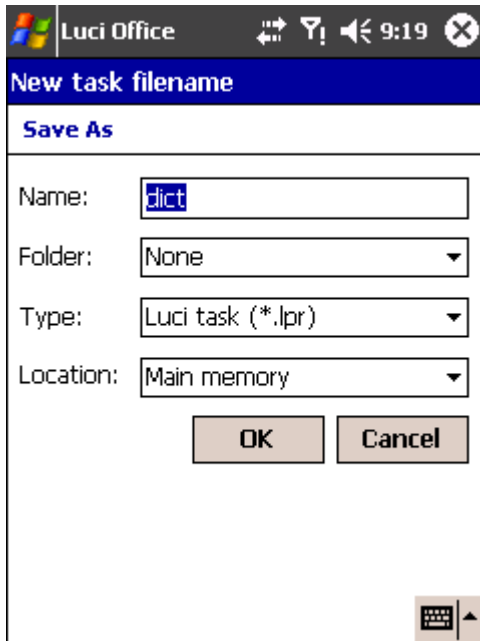 Luci Office 9:19
New task filename
Save As
Name: dict
Folder: None
Type: Luci task (*.lpr)
Location: Main memory
OK Cancel